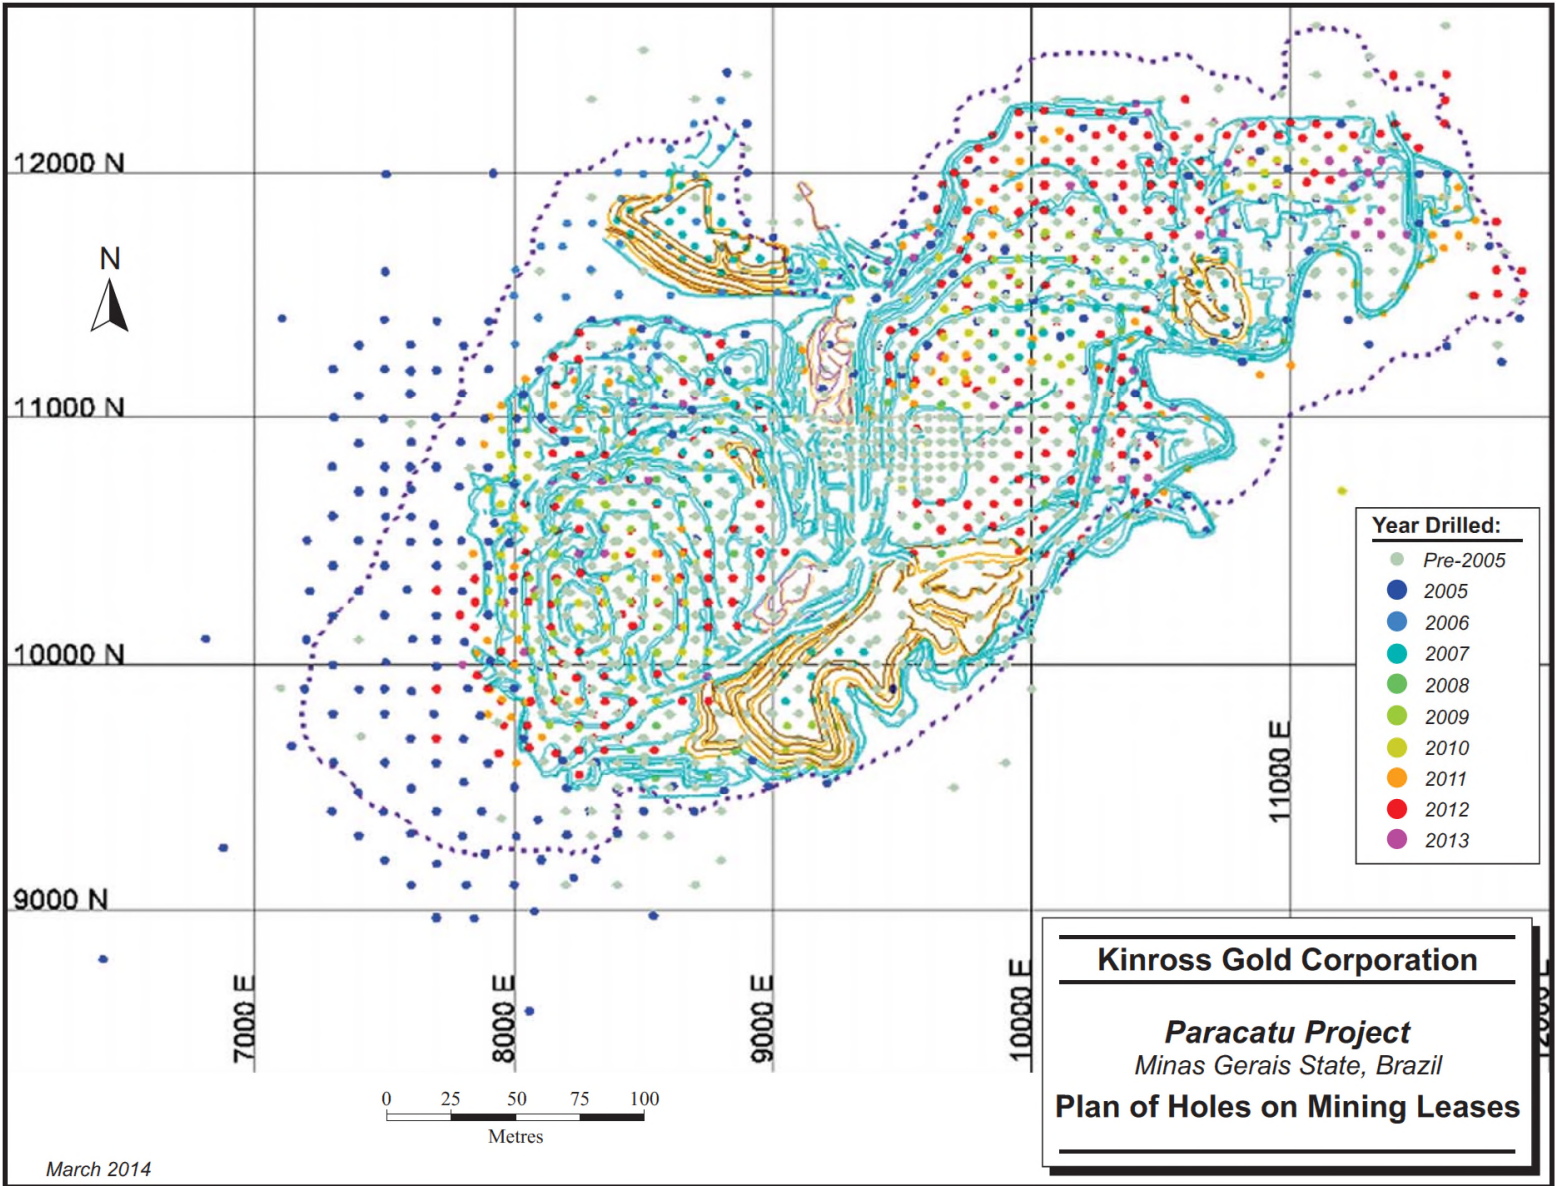 12000 N
N
11000 N
10000 N
9000 N
7000 E
8000 E
9000 E
10000 E
11000 E
Year Drilled:
Pre-2005
2005
2006
2007
2008
2009
2010
2011
2012
2013
Kinross Gold Corporation
Paracatu Project
Minas Gerais State, Brazil
Plan of Holes on Mining Leases
0 25 50 75 100
Metres
March 2014